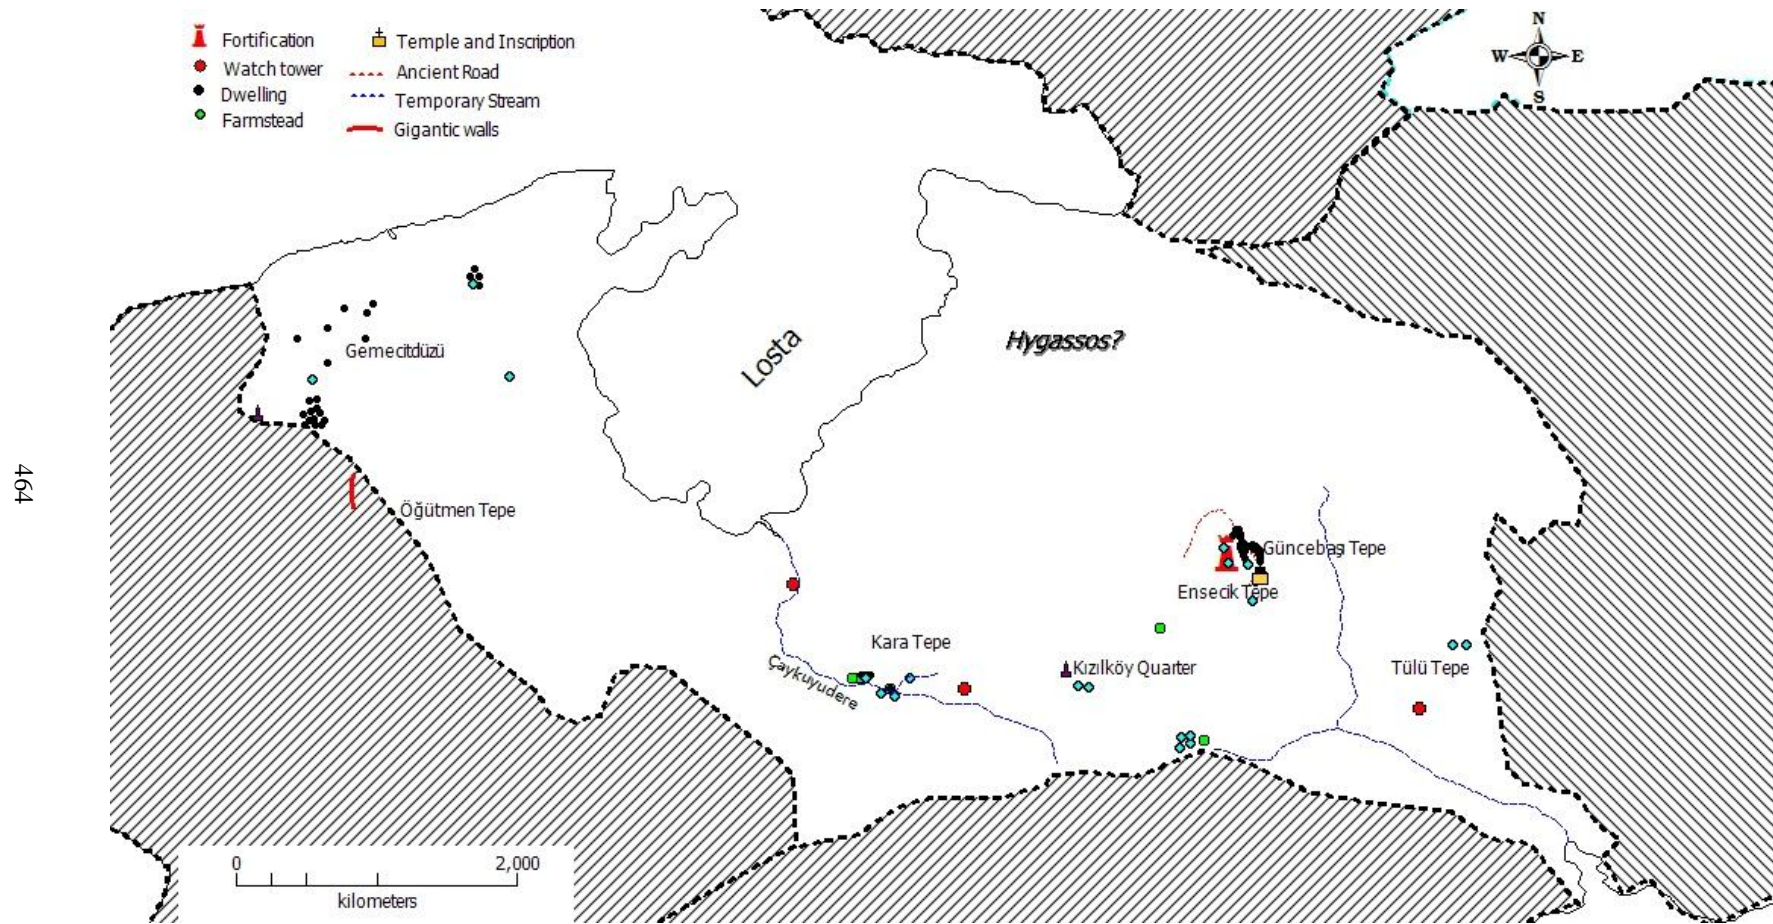 Fortification
Watch tower
Dwelling
Farmstead
Temple and Inscription
Ancient Road
Temporary Stream
Gigantic walls
N
W E
S
Losta
Hygassos?
Gemecitdüzü
Öğütmen Tepe
464
Güncebaşı Tepe
Ensecik Tepe
Kara Tepe
Çaykuyudere
Kızılköy Quarter
Tülü Tepe
0 2,000
kilometers